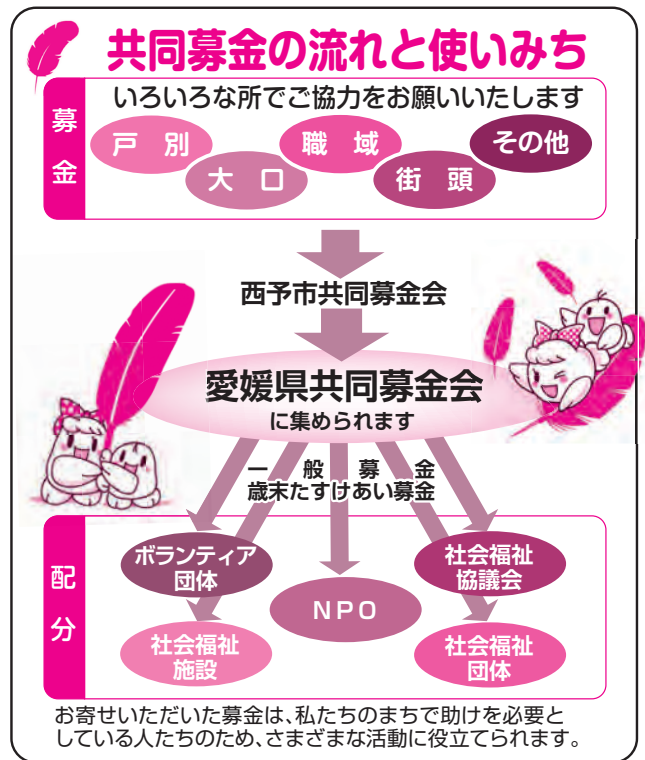 共同募金の流れと使いみち
募金
いろいろな所でご協力をお願いいたします
戸別
大口
職域
街頭
その他
西予市共同募金会
愛媛県共同募金会
に集められます
一般募金
歳末たすけあい募金
配分
ボランティア
団体
社会福祉
施設
NPO
社会福祉
協議会
社会福祉
団体
お寄せいただいた募金は、私たちのまちで助けを必要と
している人たちのため、さまざまな活動に役立てられます。